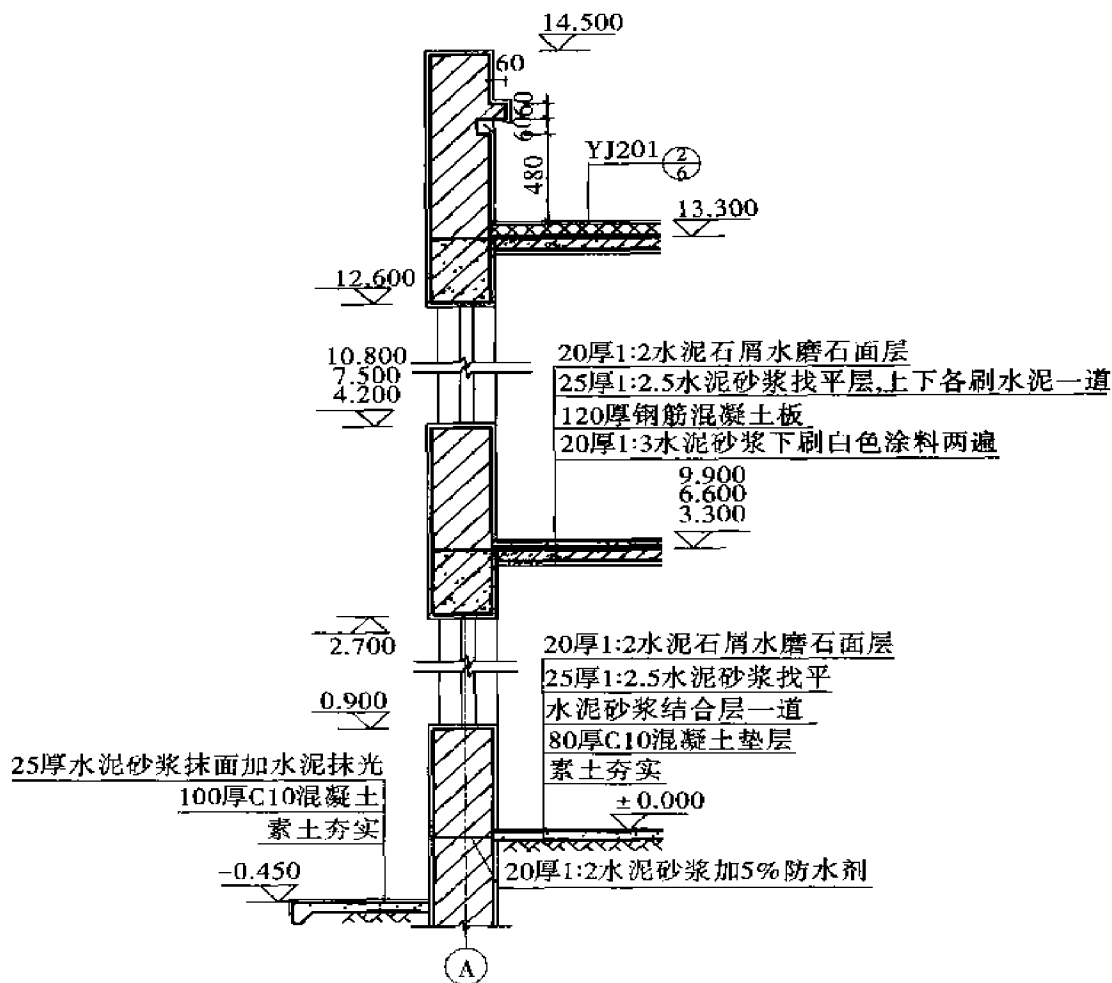 14.500
60
60
60
480
YJ201
2
6
13.300
12.600
10.800
7.500
4.200
20厚1:2水泥石屑水磨石面层
25厚1:2.5水泥砂浆找平层,上下各刷水泥一道
120厚钢筋混凝土板
20厚1:3水泥砂浆下刷白色涂料两遍
9.900
6.600
3.300
2.700
0.900
20厚1:2水泥石屑水磨石面层
25厚1:2.5水泥砂浆找平
水泥砂浆结合层一道
80厚C10混凝土垫层
素土夯实
±0.000
25厚水泥砂浆抹面加水泥抹光
100厚C10混凝土
素土夯实
-0.450
20厚1:2水泥砂浆加5%防水剂
A